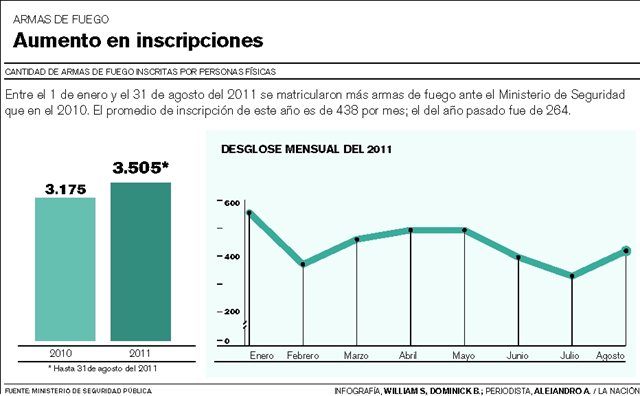 ARMAS DE FUEGO
Aumento en inscripciones
CANTIDAD DE ARMAS DE FUEGO INSCRITAS POR PERSONAS FÍSICAS
Entre el 1 de enero y el 31 de agosto del 2011 se matricularon más armas de fuego ante el Ministerio de Seguridad
que en el 2010. El promedio de inscripción de este año es de 438 por mes; el del año pasado fue de 264.
3.175
3.505*
2010
2011
* Hasta 31de agosto del 2011
DESGLOSE MENSUAL DEL 2011
600
400
200
0
Enero Febrero Marzo Abril Mayo Junio Julio Agosto
FUENTE: MINISTERIO DE SEGURIDAD PÚBLICA.
INFOGRAFÍA, WILLIAM S, DOMINICK B.; PERIODISTA, ALEJANDRO A. / LA NACIÓN